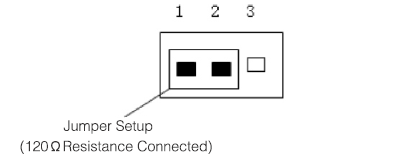 1 2 3
Jumper Setup
(120Ω Resistance Connected)